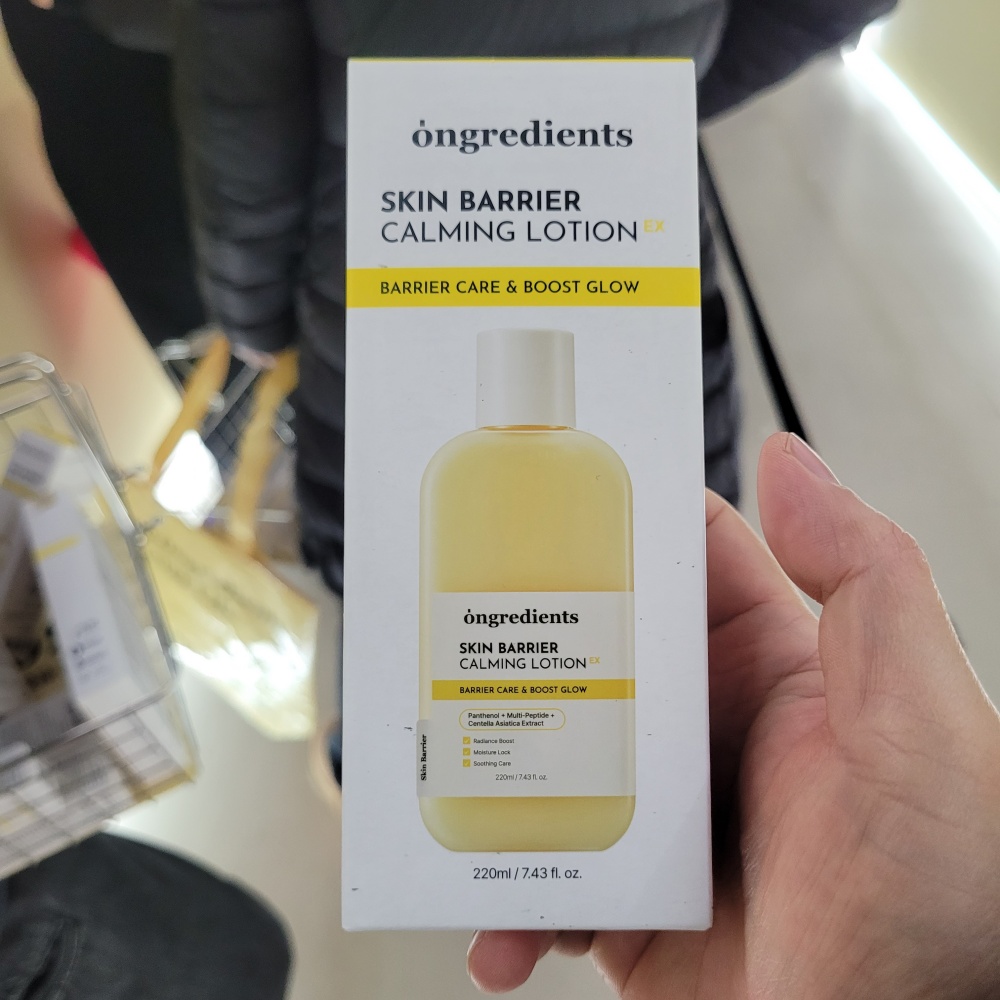 ongredients
SKIN BARRIER
CALMING LOTION EX
BARRIER CARE & BOOST GLOW
ongredients
SKIN BARRIER
CALMING LOTION EX
BARRIER CARE & BOOST GLOW
Panthenol + Multi-Peptide +
Centella Asiatica Extract
Radiance Boost
Moisture Lock
Soothing Care
220ml / 7.43 fl. oz.
Skin Barrier
220ml / 7.43 fl. oz.